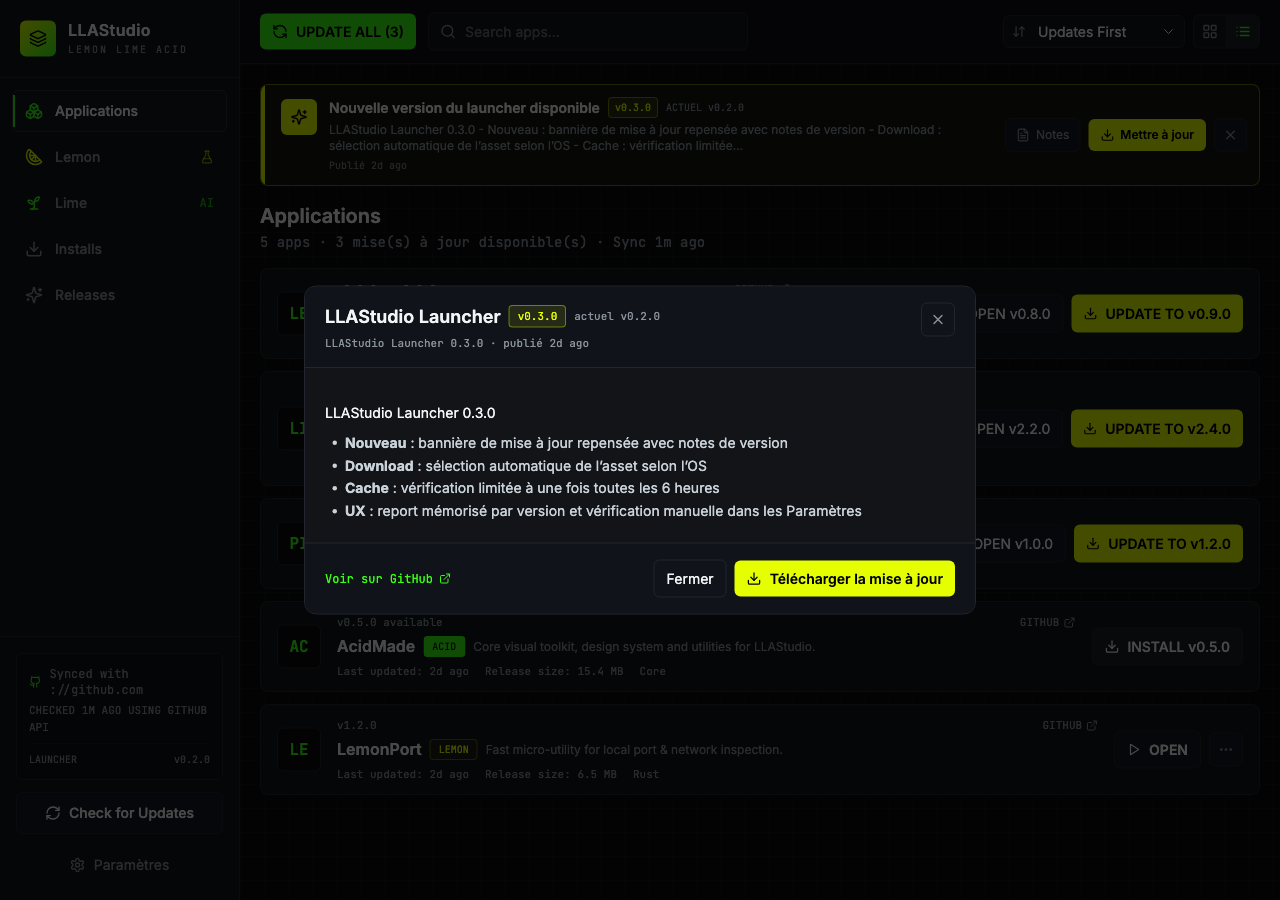 LLAStudio
LEMON LIME ACID
UPDATE ALL (3)
Search apps...
Updates First
Applications
Lemon
Lime
AI
Installs
Releases
Nouvelle version du launcher disponible
v0.3.0
ACTUEL v0.2.0
LLAStudio Launcher 0.3.0 - Nouveau : bannière de mise à jour repensée avec notes de version - Download :
sélection automatique de l’asset selon l’OS - Cache : vérification limitée...
Publié 2d ago
Notes
Mettre à jour
Applications
5 apps · 3 mise(s) à jour disponible(s) · Sync 1m ago
OPEN v0.8.0
UPDATE TO v0.9.0
OPEN v2.2.0
UPDATE TO v2.4.0
OPEN v1.0.0
UPDATE TO v1.2.0
LLAStudio Launcher
v0.3.0
actuel v0.2.0
LLAStudio Launcher 0.3.0 · publié 2d ago
LLAStudio Launcher 0.3.0
• Nouveau : bannière de mise à jour repensée avec notes de version
• Download : sélection automatique de l’asset selon l’OS
• Cache : vérification limitée à une fois toutes les 6 heures
• UX : report mémorisé par version et vérification manuelle dans les Paramètres
Voir sur GitHub
Fermer
Télécharger la mise à jour
AC
v0.5.0 available
AcidMade
ACID
Core visual toolkit, design system and utilities for LLAStudio.
Last updated: 2d ago
Release size: 15.4 MB
Core
GITHUB
INSTALL v0.5.0
LE
v1.2.0
LemonPort
LEMON
Fast micro-utility for local port & network inspection.
Last updated: 2d ago
Release size: 6.5 MB
Rust
GITHUB
OPEN
Synced with
://github.com
CHECKED 1M AGO USING GITHUB
API
LAUNCHER
v0.2.0
Check for Updates
Paramètres